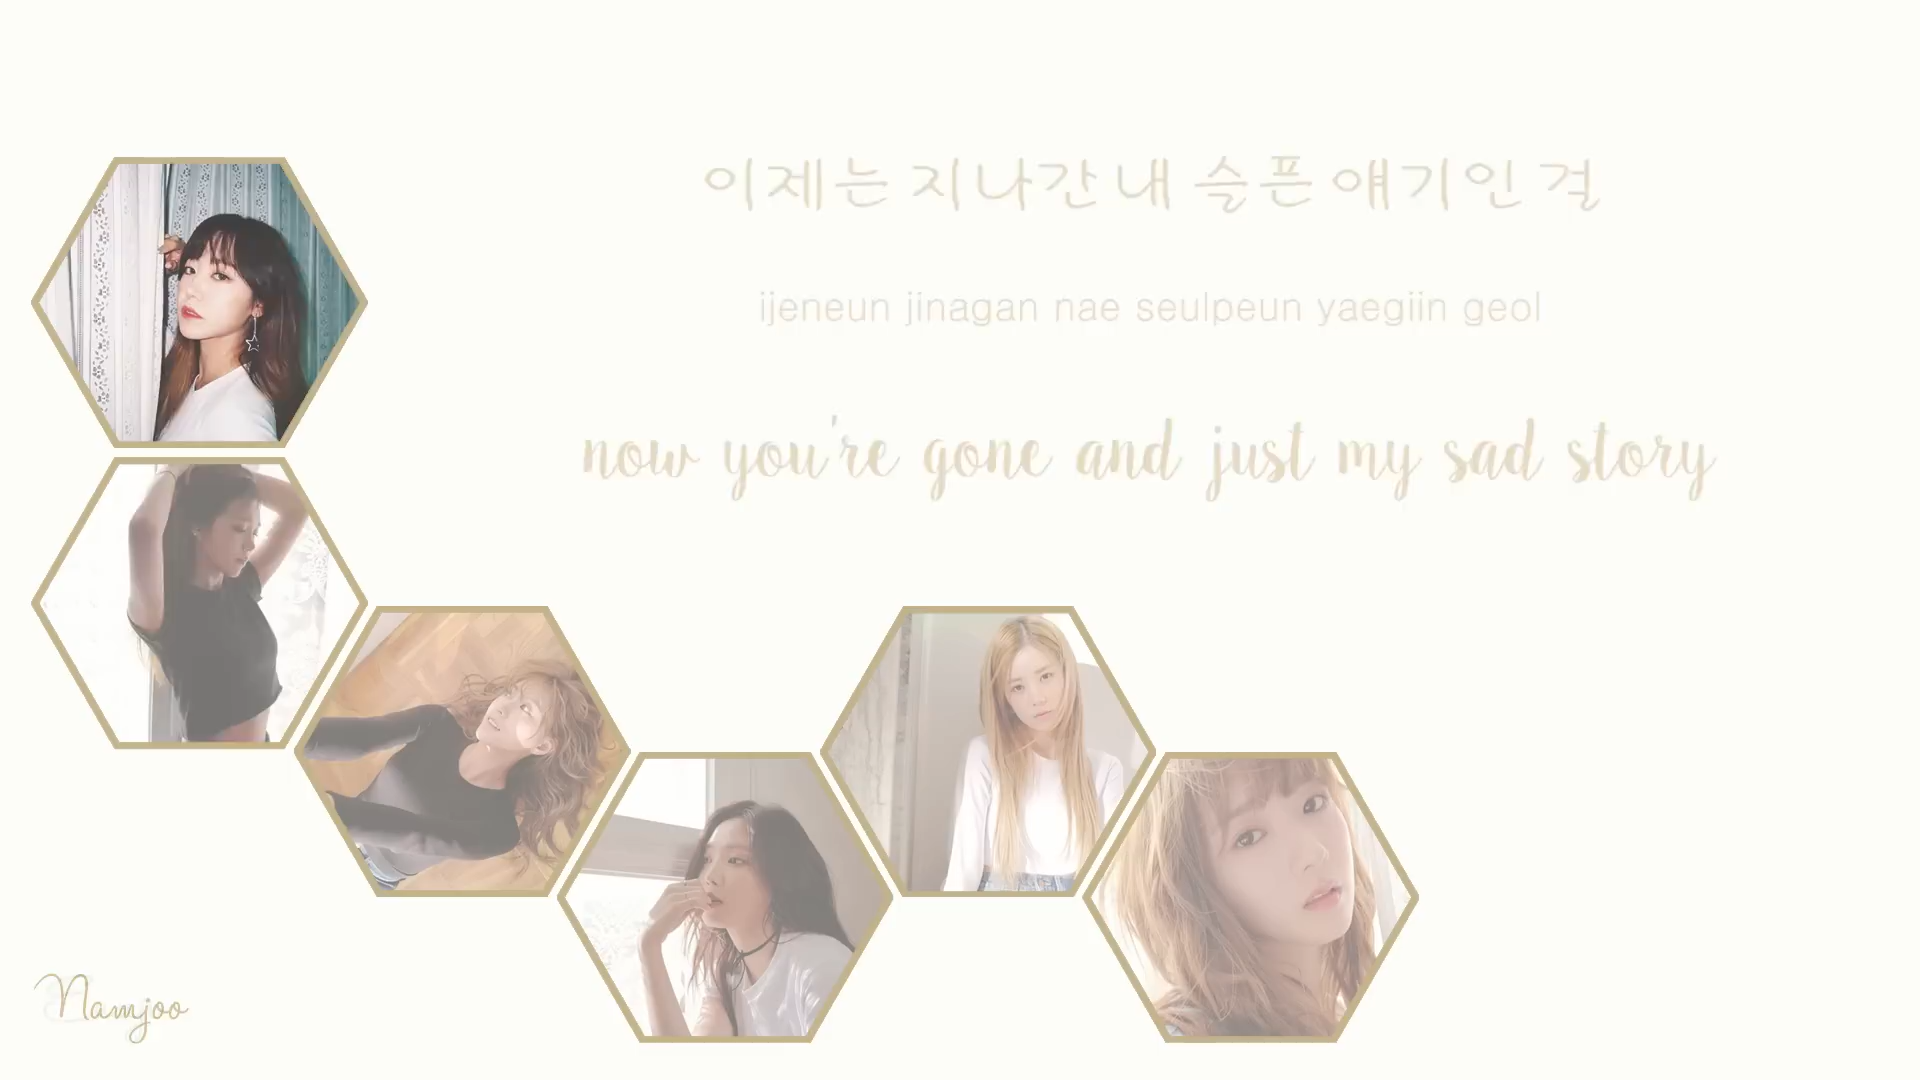 이제는 지나간 내 슬픈 얘기인 걸
ijeneun jinagan nae seulpeun yaegiin geol
now you're gone and just my sad story
Namjoo